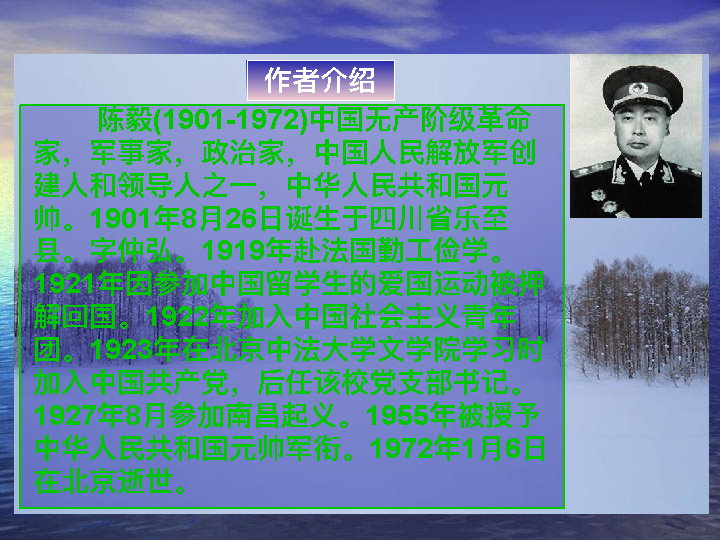 作者介绍
陈毅(1901-1972)中国无产阶级革命
家，军事家，政治家，中国人民解放军创
建人和领导人之一，中华人民共和国元
帅。1901年8月26日诞生于四川省乐至
县。字仲弘。1919年赴法国勤工俭学。
1921年因参加中国留学生的爱国运动被押
解回国。1922年加入中国社会主义青年
团。1923年在北京中法大学文学院学习时
加入中国共产党，后任该校党支部书记。
1927年8月参加南昌起义。1955年被授予
中华人民共和国元帅军衔。1972年1月6日
在北京逝世。